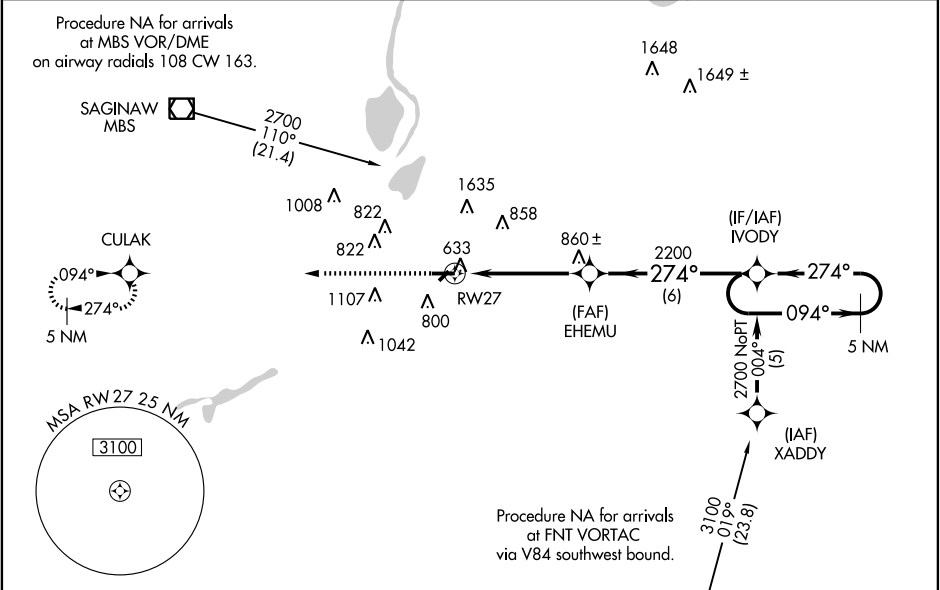 Procedure NA for arrivals
at MBS VOR/DME
on airway radials 108 CW 163.
1648
1649 ±
SAGINAW
MBS
2700
110°
(21.4)
1008
822
822
1635
858
CULAK
094°
274°
5 NM
633
RW27
1107
800
1042
860 ±
(FAF)
EHEMU
2200
274°
(6)
(IF/IAF)
IVODY
274°
094°
5 NM
2700 NoPT
004°
(5)
(IAF)
XADDY
MSA RW27 25 NM
3100
Procedure NA for arrivals
at FNT VORTAC
via V84 southwest bound.
3100
019°
(23.8)